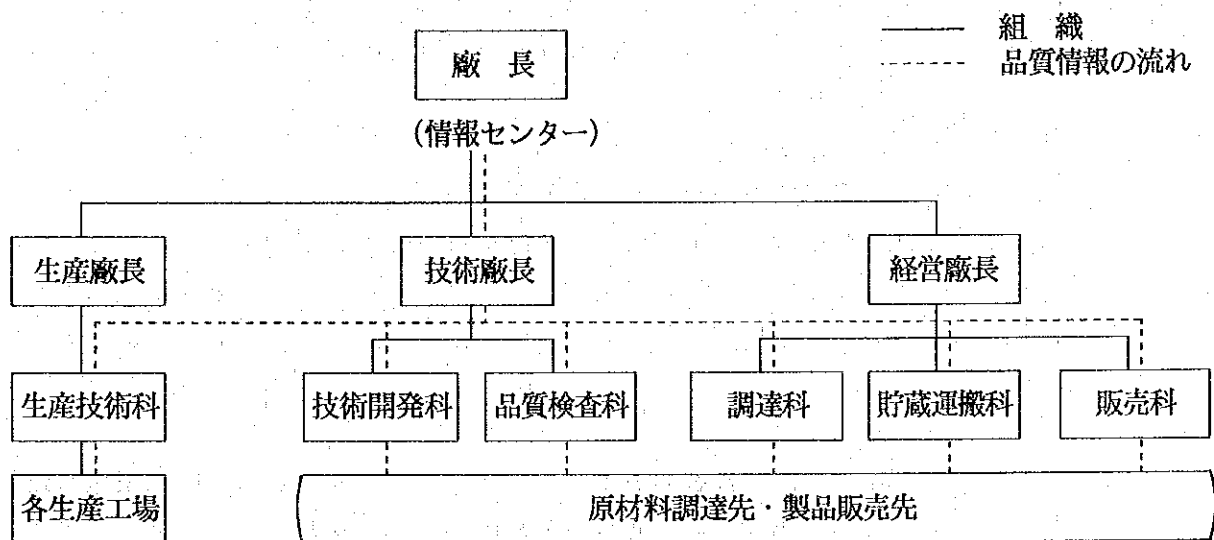 組 織
品質情報の流れ
廠 長
(情報センター)
生産廠長
技術廠長
経営廠長
生産技術科
技術開発科
品質検査科
調達科
貯蔵運搬科
販売科
各生産工場
原材料調達先・製品販売先